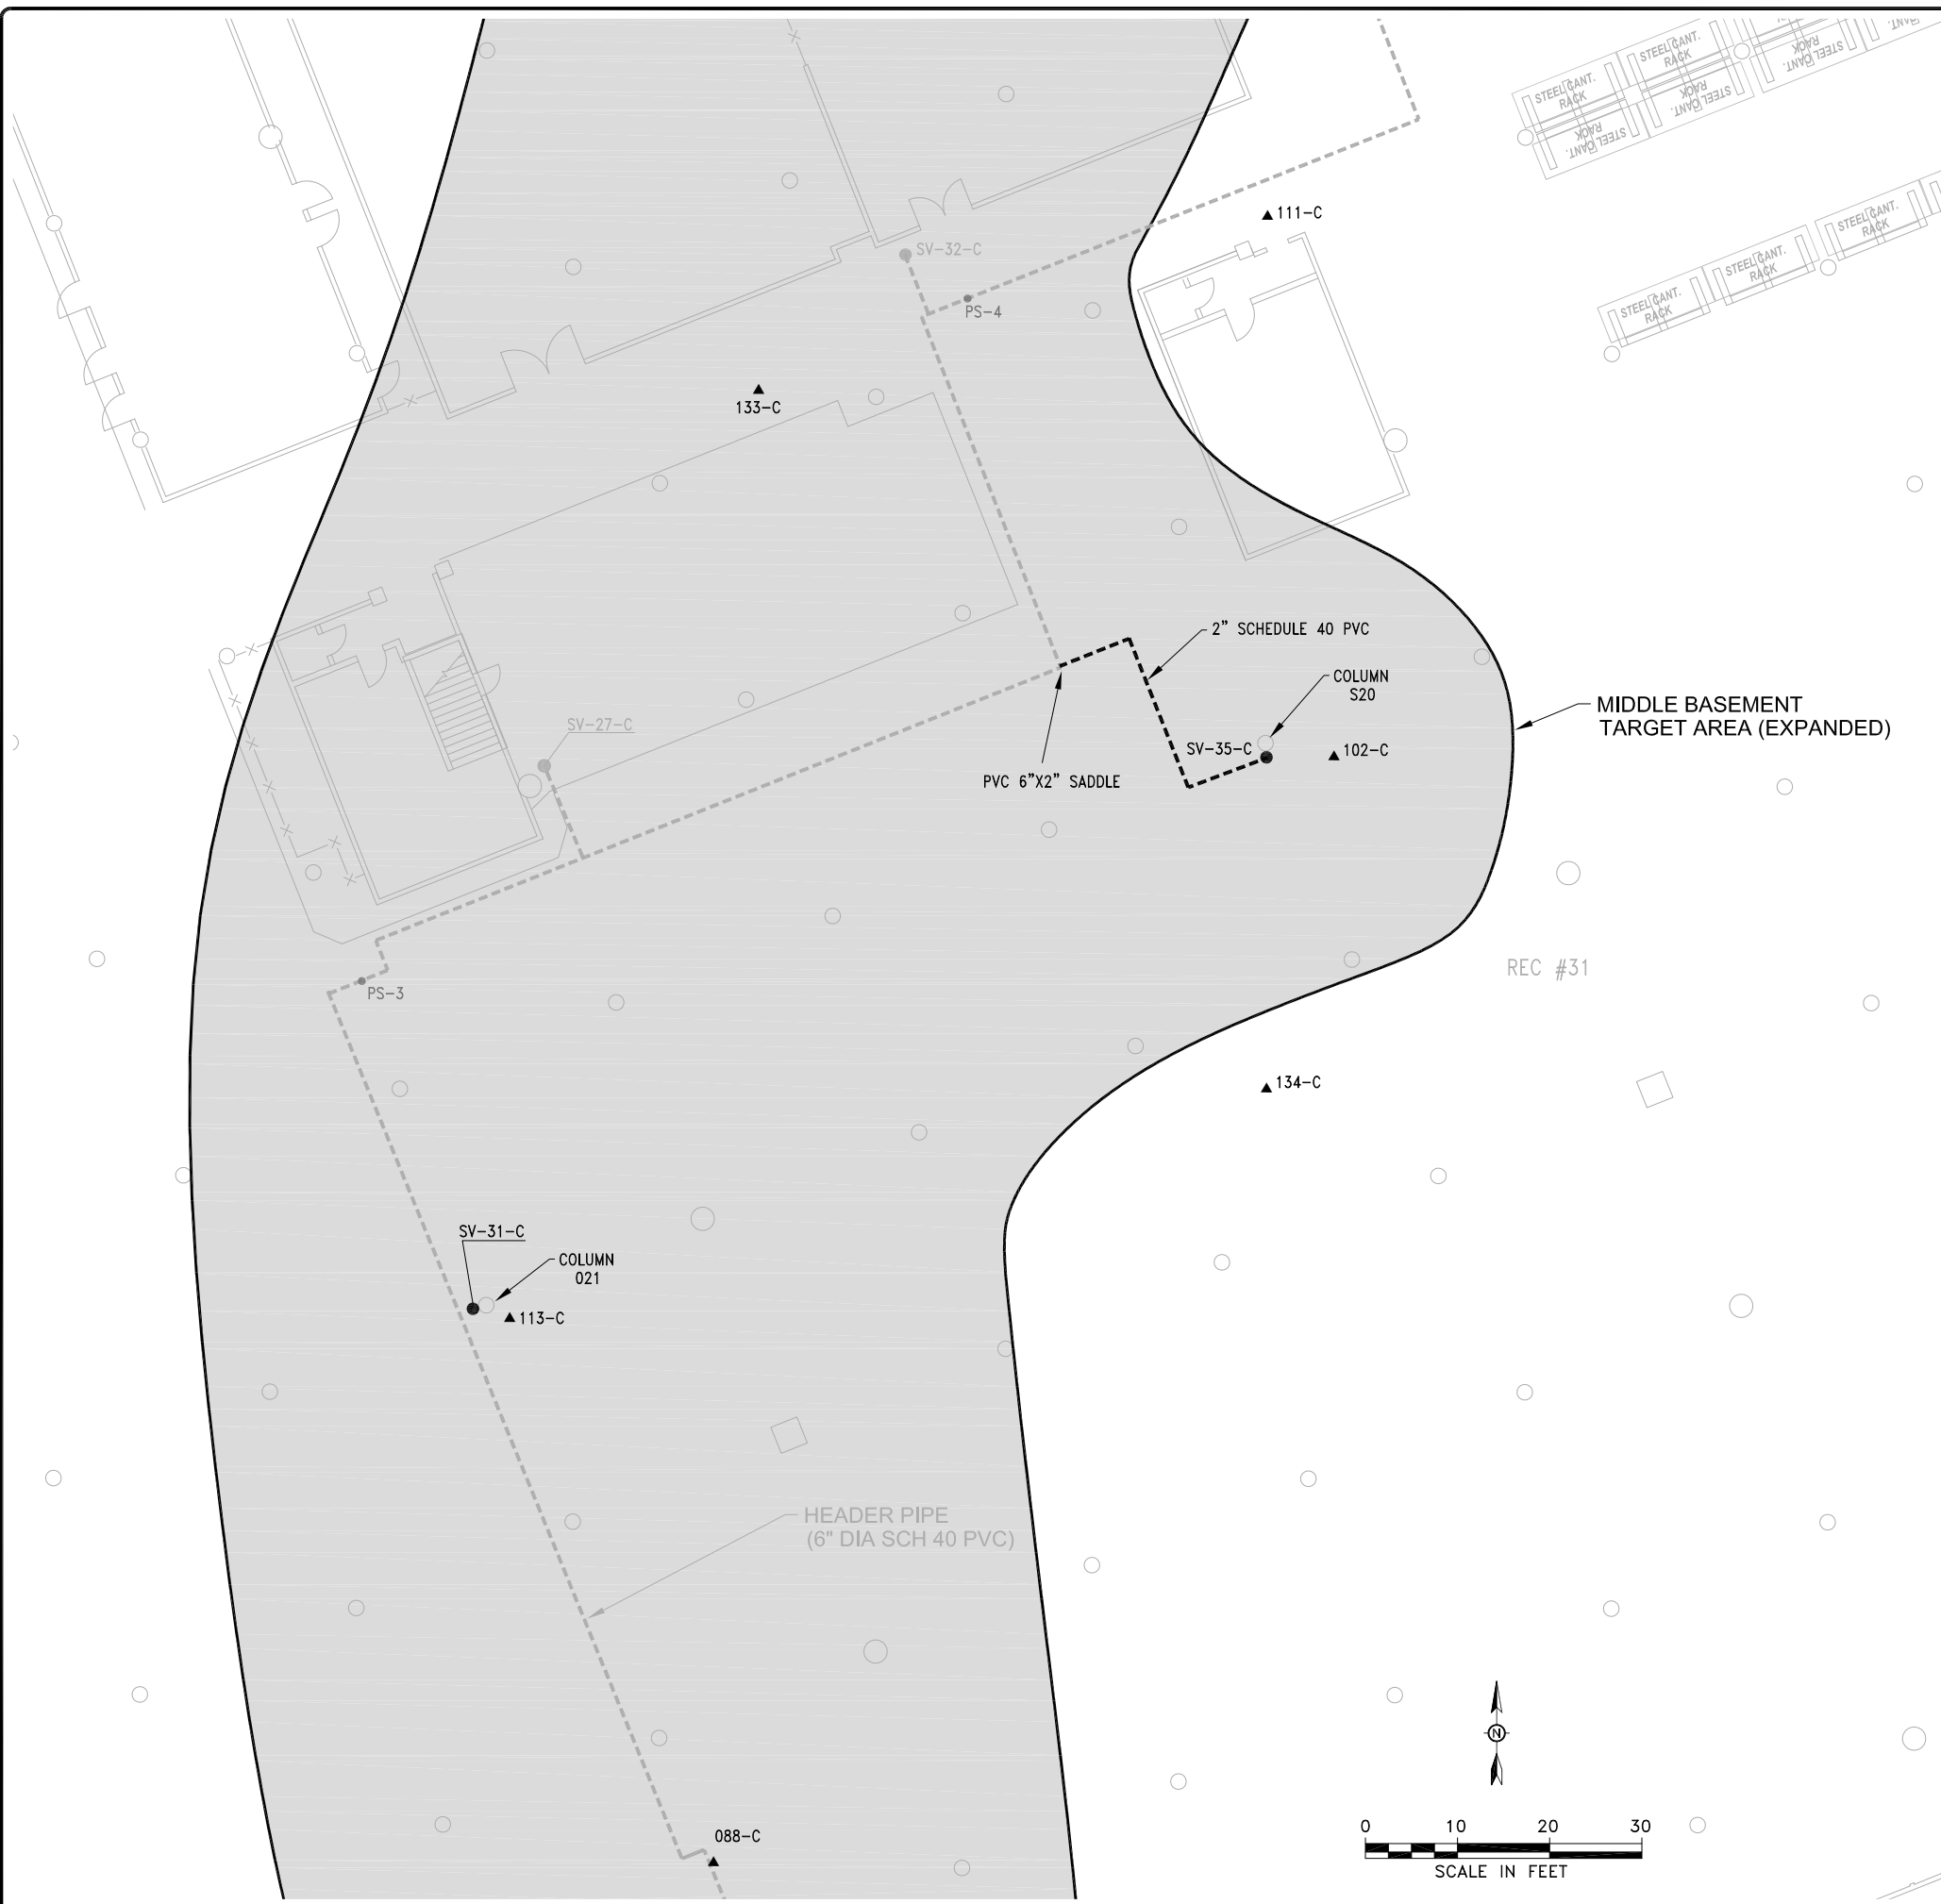 STEEL CANT.
RACK
STEEL CANT.
RACK
RACK
STEEL CANT.
STEEL CANT.
RACK
STEEL CANT.
RACK
STEEL CANT.
RACK
STEEL CANT.
RACK
STEEL CANT.
RACK
STEEL CANT.
RACK
111-C
SV-32-C
PS-4
133-C
2” SCHEDULE 40 PVC
COLUMN
S20
MIDDLE BASEMENT
TARGET AREA (EXPANDED)
SV-27-C
SV-35-C
102-C
PVC 6”X2” SADDLE
REC #31
PS-3
134-C
SV-31-C
COLUMN
021
113-C
HEADER PIPE
(6" DIA SCH 40 PVC)
N
088-C
0 10 20 30
SCALE IN FEET